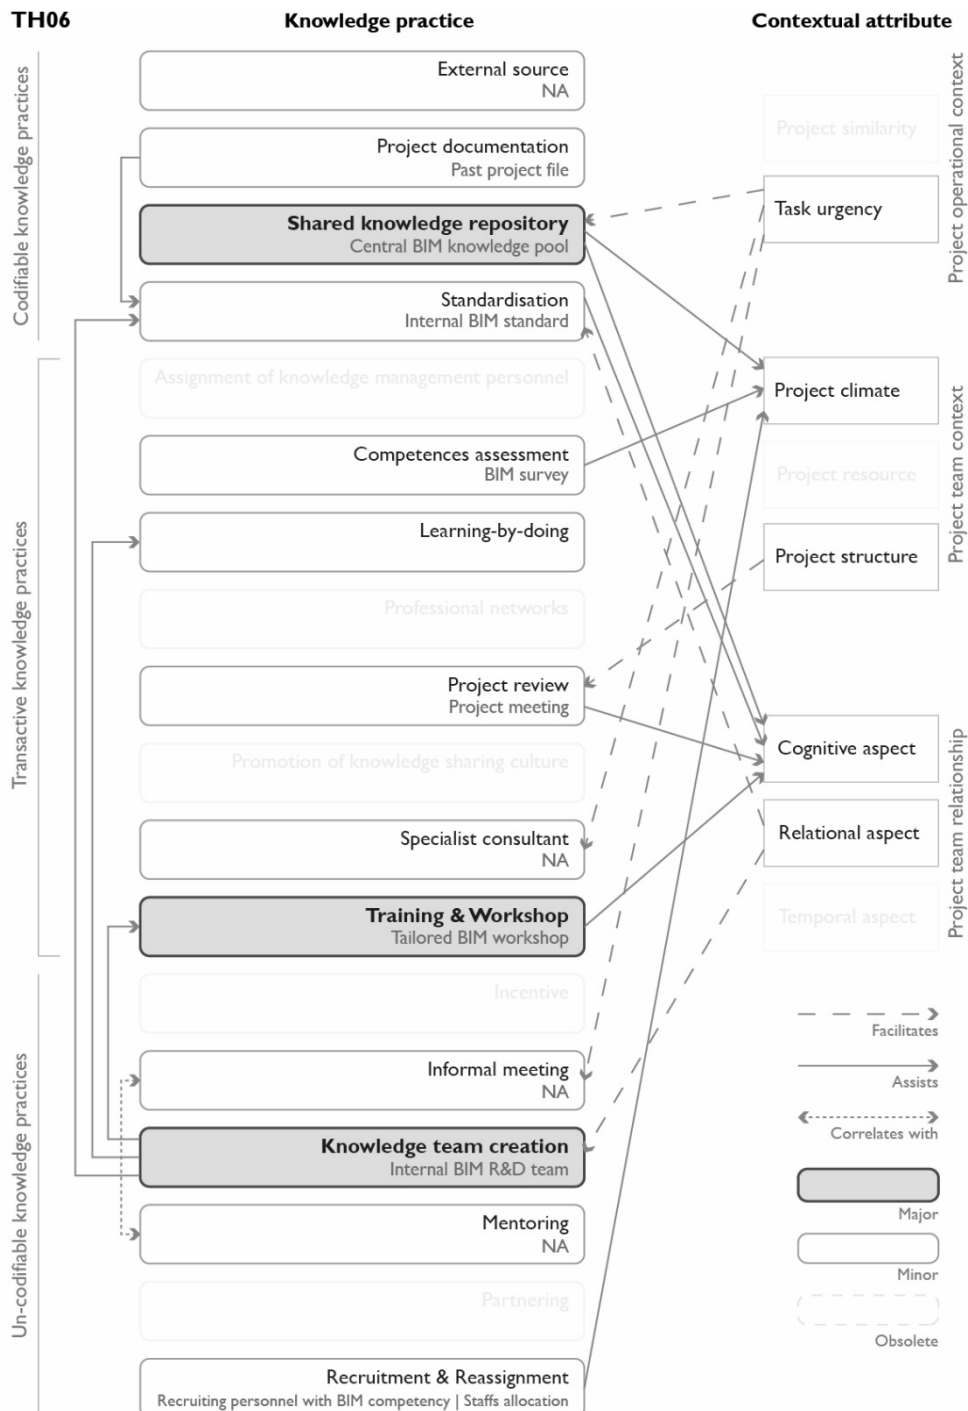 TH06
Knowledge practice
Contextual attribute
Codifiable knowledge practices
External source
NA
Project documentation
Past project file
Shared knowledge repository
Central BIM knowledge pool
Standardisation
Internal BIM standard
Transactive knowledge practices
Assignment of knowledge management personnel
Competences assessment
BIM survey
Learning-by-doing
Professional networks
Project review
Project meeting
Promotion of knowledge sharing culture
Specialist consultant
NA
Training & Workshop
Tailored BIM workshop
Un-codifiable knowledge practices
Incentive
Informal meeting
NA
Knowledge team creation
Internal BIM R&D team
Mentoring
NA
Partnering
Recruitment & Reassignment
Recruiting personnel with BIM competency | Staffs allocation
Project operational context
Project similarity
Task urgency
Project team context
Project climate
Project resource
Project structure
Project team relationship
Cognitive aspect
Relational aspect
Temporal aspect
Facilitates
Assists
Correlates with
Major
Minor
Obsolete